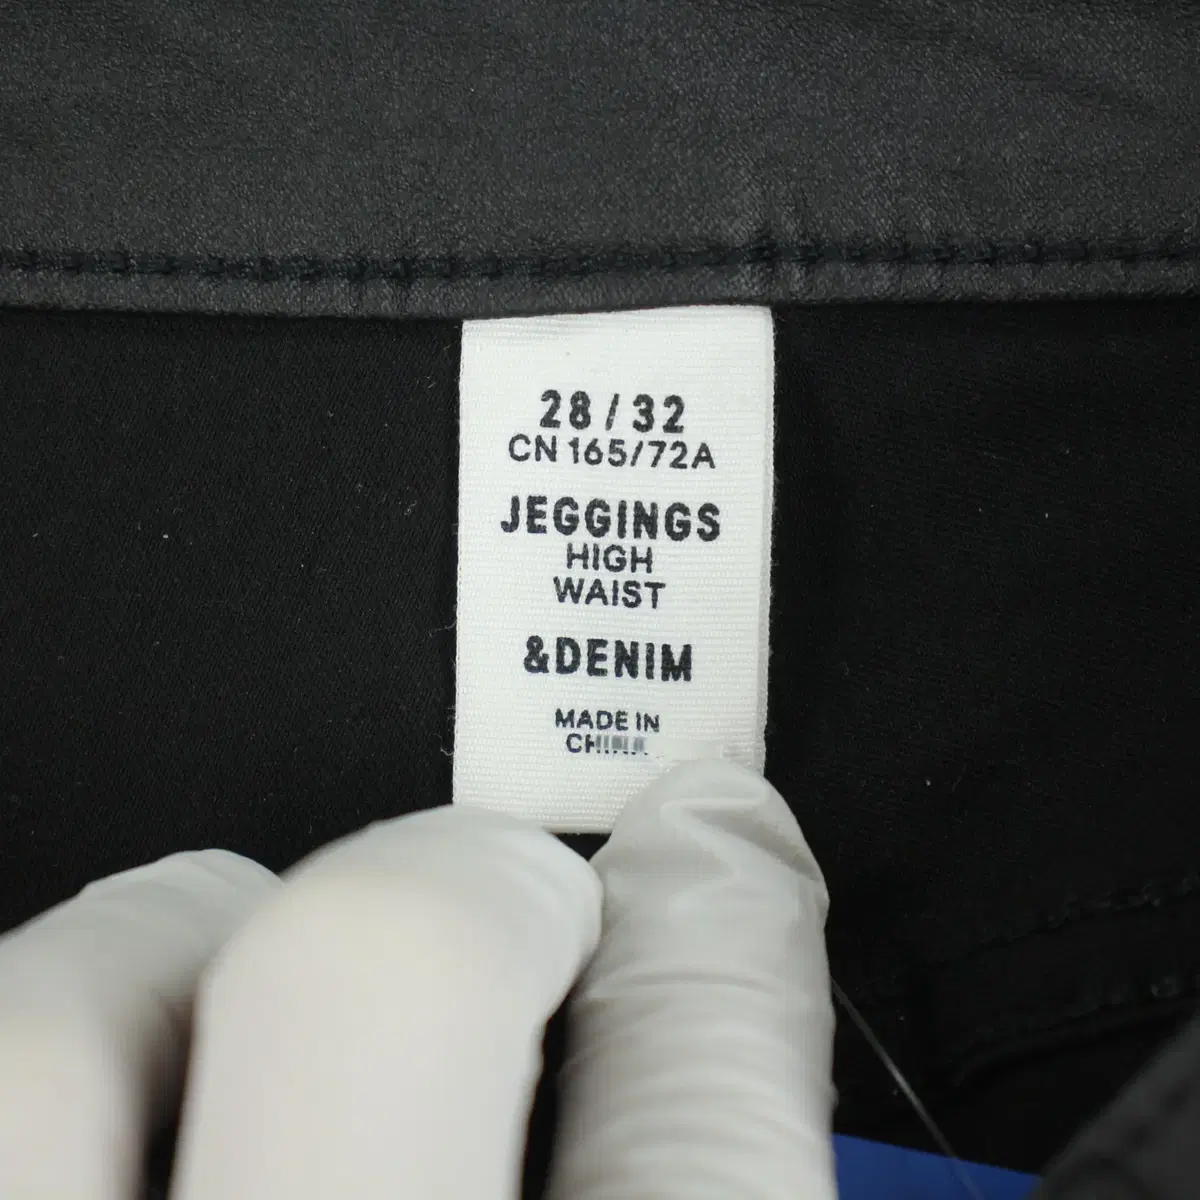 28/32
CN 165/72A
JEGGINGS
HIGH
WAIST
&DENIM
MADE IN